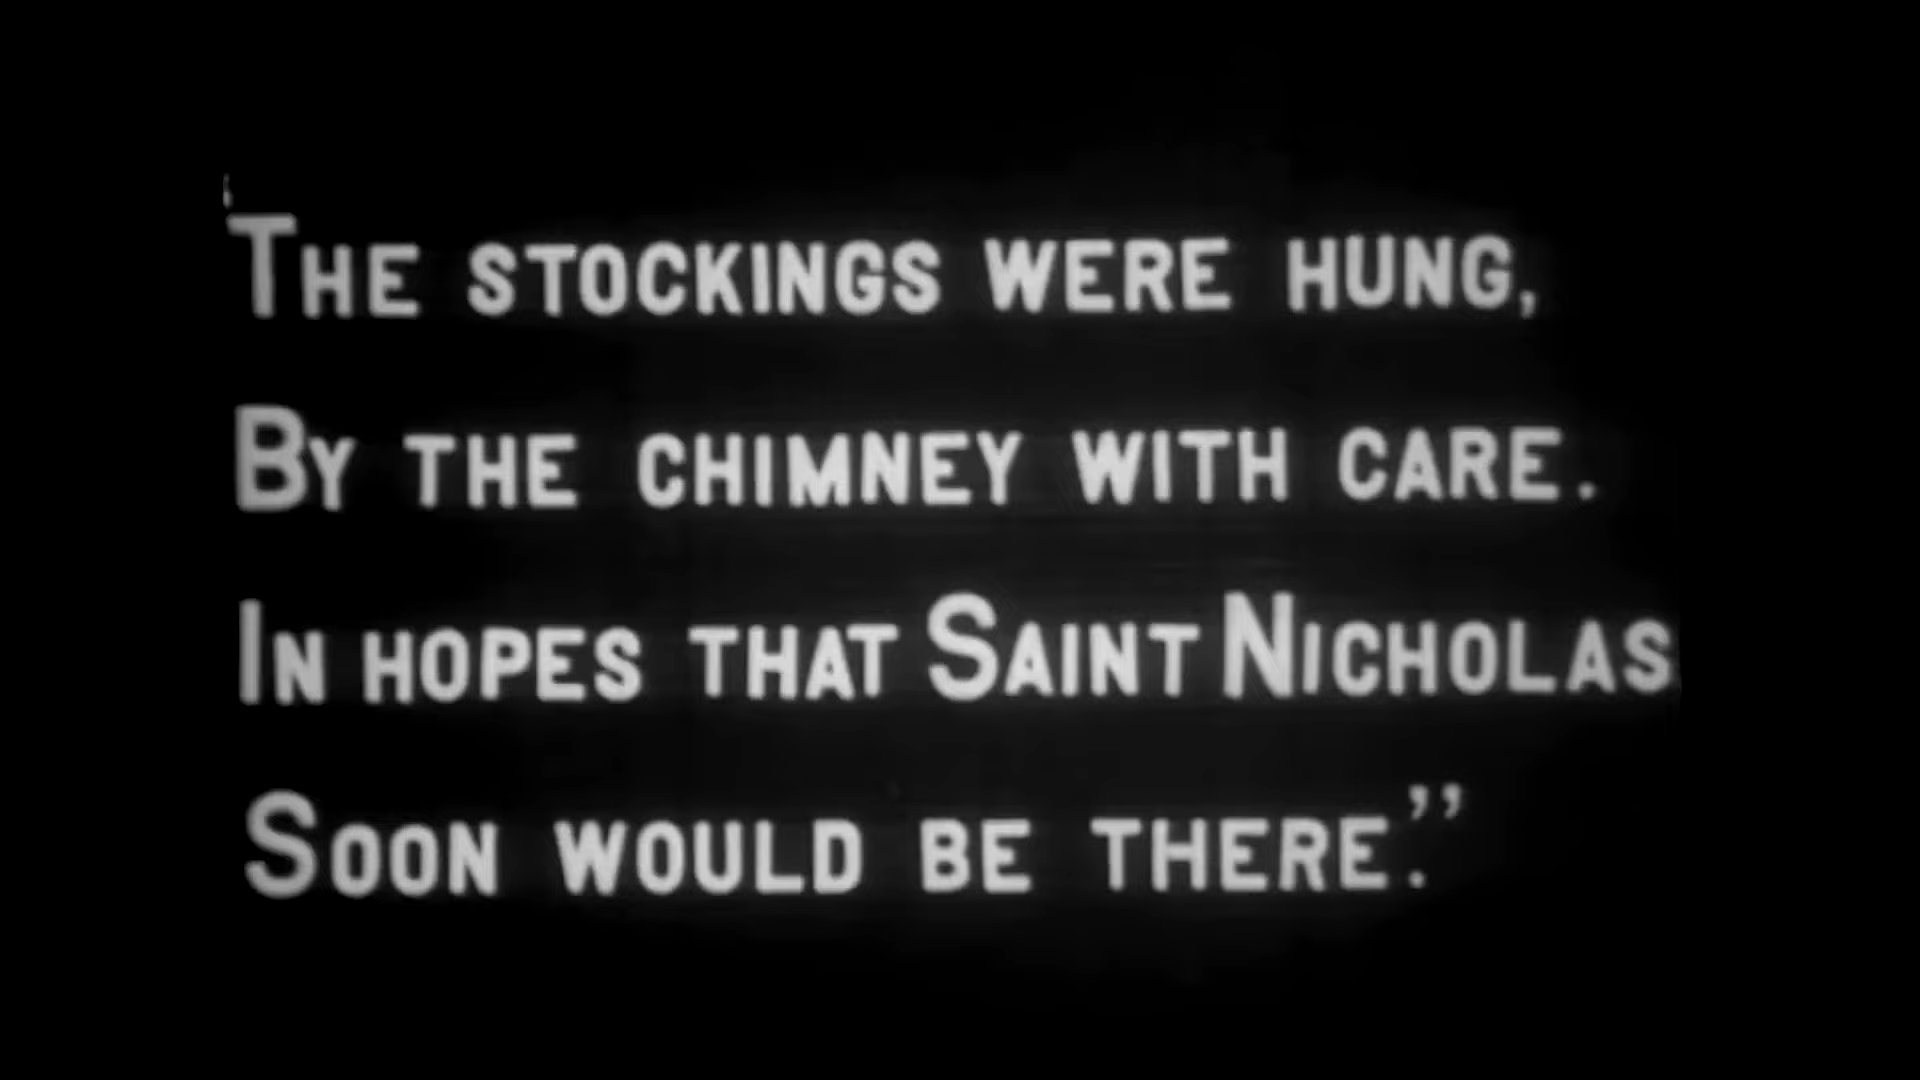 ‘THE STOCKINGS WERE HUNG,
BY THE CHIMNEY WITH CARE.
IN HOPES THAT SAINT NICHOLAS
SOON WOULD BE THERE.”